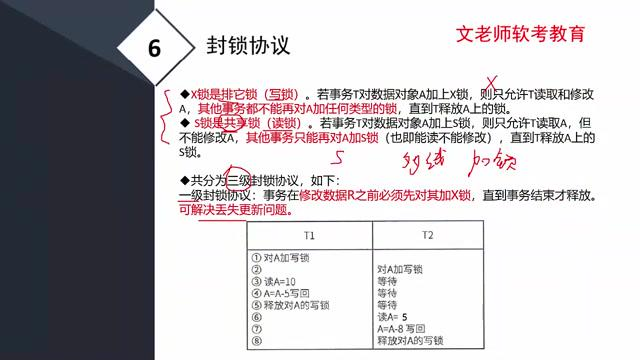 6
封锁协议
文老师软考教育
◆X锁是排它锁（写锁）。若事务T对数据对象A加上X锁，则只允许T读取和修改
A，其他事务都不能再对A加任何类型的锁，直到T释放A上的锁。
◆ S锁是共享锁（读锁）。若事务T对数据对象A加上S锁，则只允许T读取A，但
不能修改A，其他事务只能再对A加S锁（也即能读不能修改），直到T释放A上的
S锁。
X
S
加锁
◆共分为三级封锁协议，如下：
一级封锁协议：事务在修改数据R之前必须先对其加X锁，直到事务结束才释放。
可解决丢失更新问题。
T1 T2
① 对A加写锁
② 对A加写锁
③ 读A=10 等待
④ A=A-5写回 等待
⑤ 释放对A的写锁 等待
⑥ 读A= 5
⑦ A=A-8 写回
⑧ 释放对A的写锁